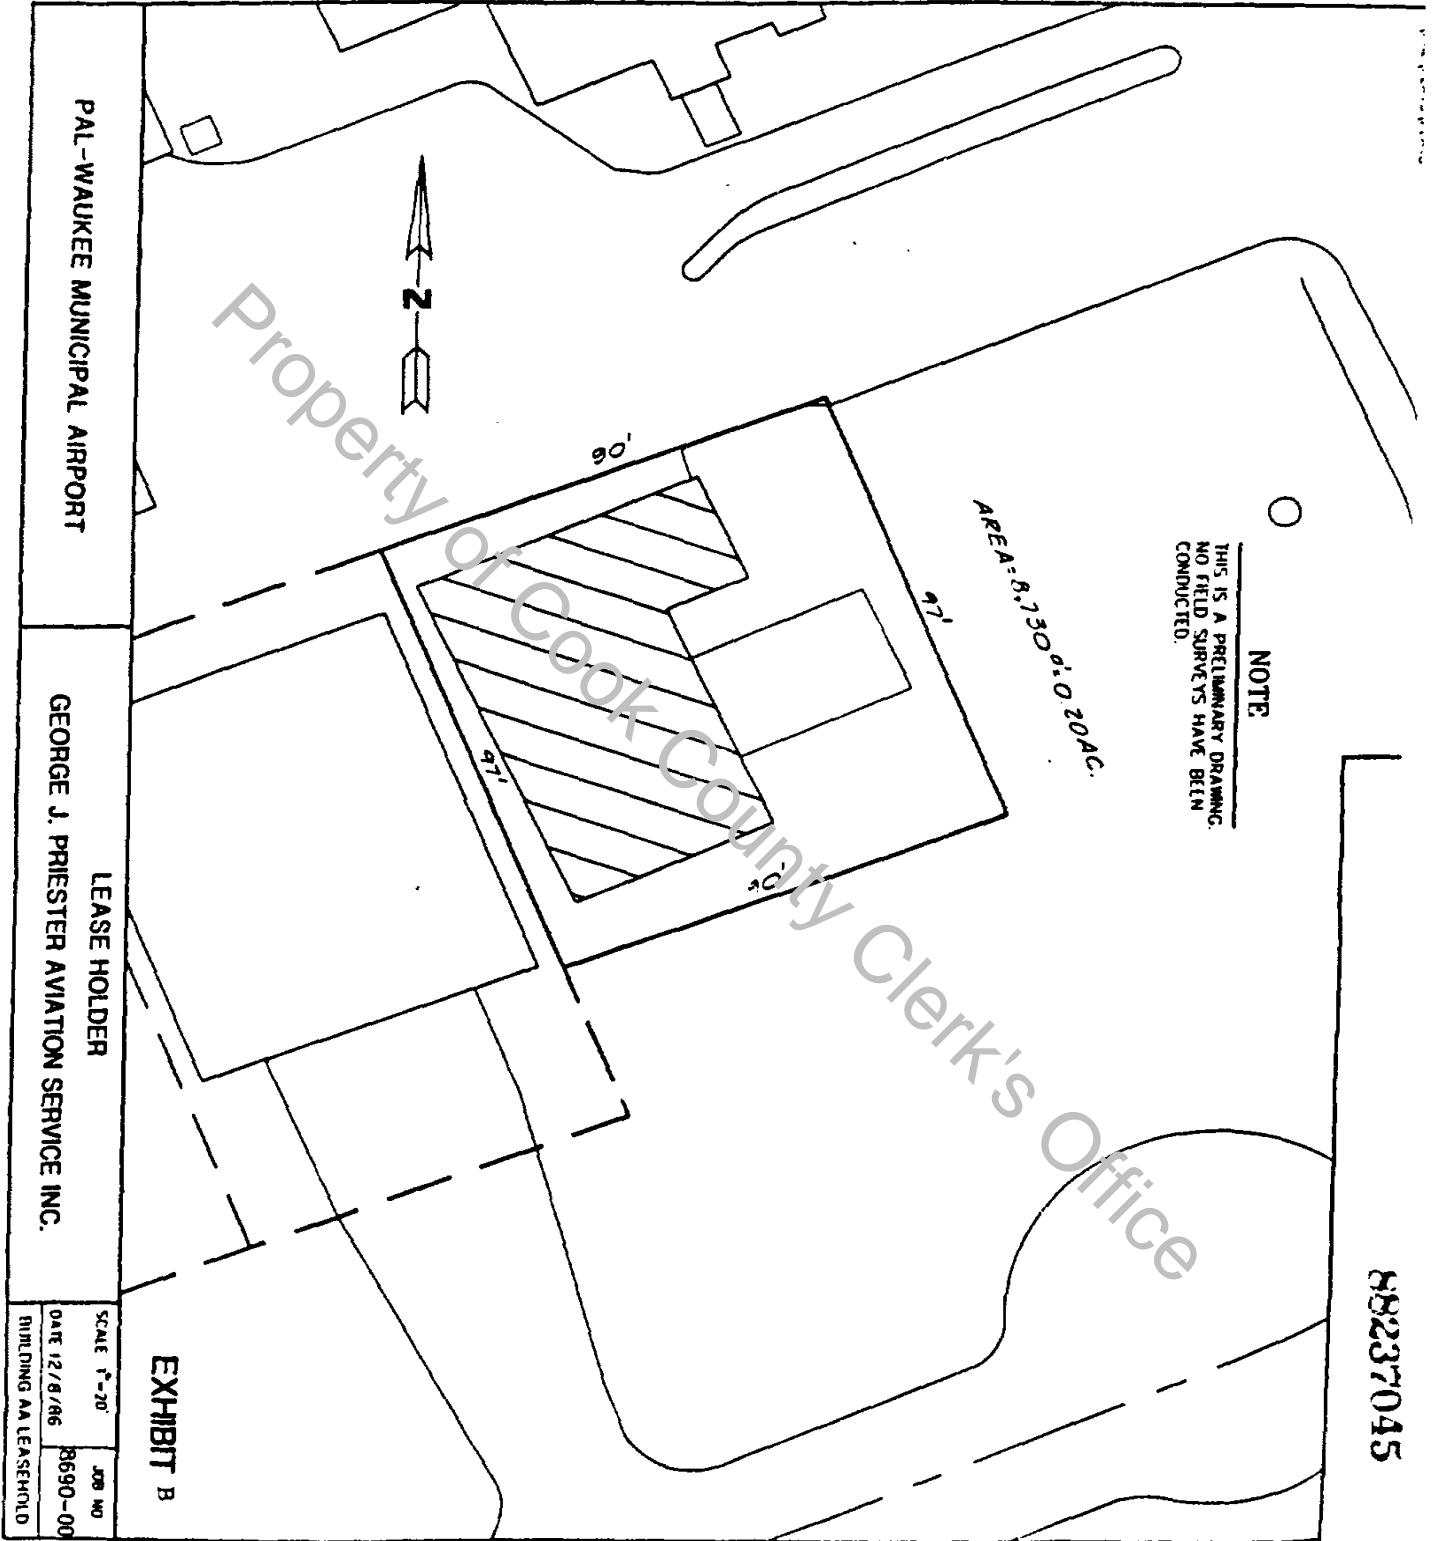 88237045
NOTE
THIS IS A PRELIMINARY DRAWING.
NO FIELD SURVEYS HAVE BEEN
CONDUCTED.
AREA= 8,730 0.20AC.
97'
90'
97'
90'
N
Property of Cook County Clerk's Office
EXHIBIT B
PAL-WAUKEE MUNICIPAL AIRPORT
LEASE HOLDER
GEORGE J. PRIESTER AVIATION SERVICE INC.
SCALE 1"=20'
JOB NO
DATE 12/8/86
8690-00
BUILDING AA LEASEHOLD